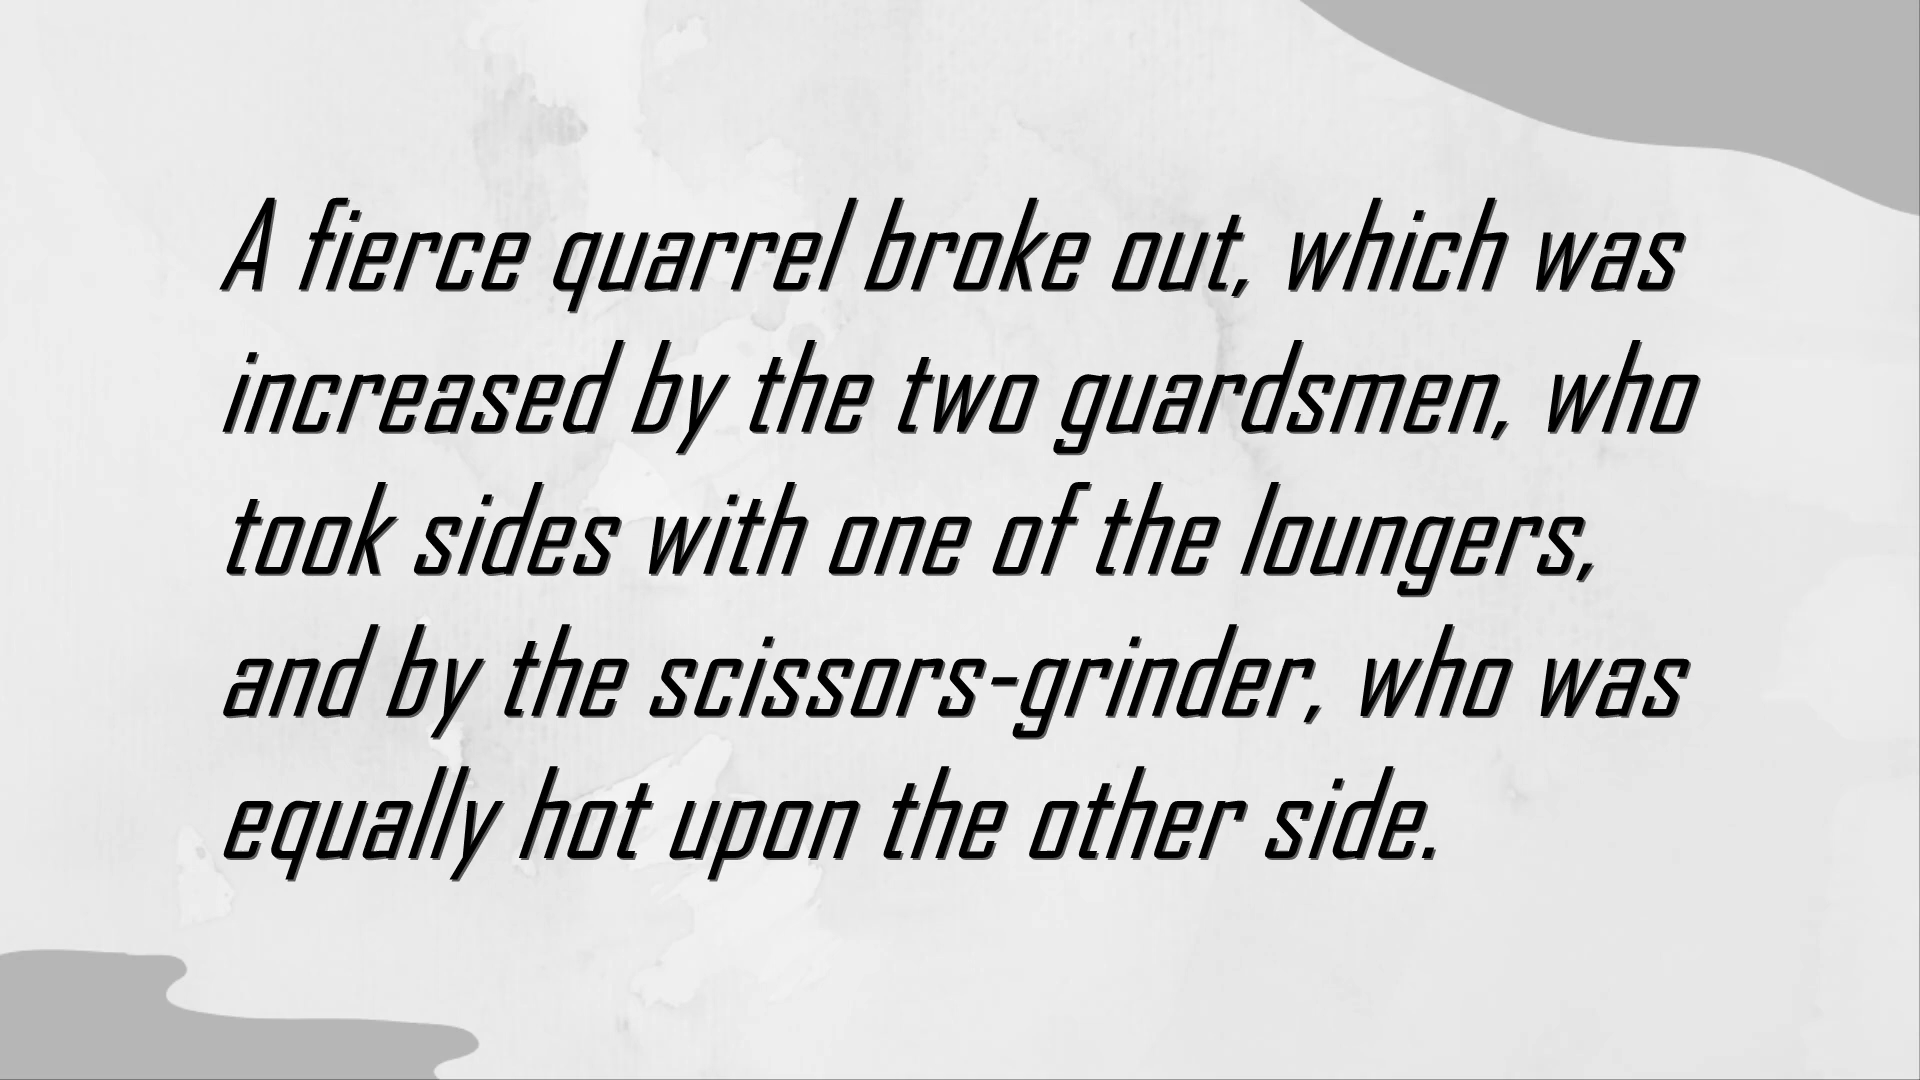 A fierce quarrel broke out, which was
increased by the two guardsmen, who
took sides with one of the loungers,
and by the scissors-grinder, who was
equally hot upon the other side.